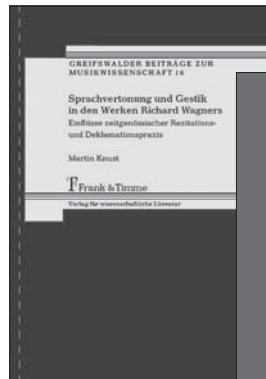 GREIFSWALDER BEITRÄGE ZUR
MUSIKWISSENSCHAFT 16
Sprachvertonung und Gestik
in den Werken Richard Wagners
Einflüsse zeitgenössischer Rezitations-
und Deklamationspraxis
Martin Knust
Frank & Timme
Verlag für wissenschaftliche Literatur